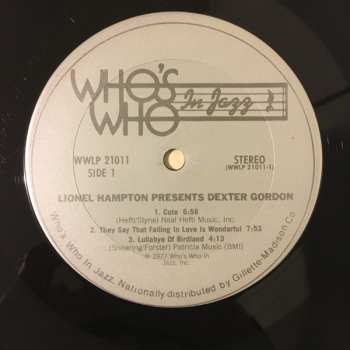 WHO'S
WHO
In Jazz
WWLP 21011
SIDE 1
STEREO
(WWLP 21011-1)
LIONEL HAMPTON PRESENTS DEXTER GORDON
1. Cute 6:58
(Hefti/Styne) Neal Hefti Music, Inc.
2. They Say That Falling In Love Is Wonderful 7:53
3. Lullabye Of Birdland 4:13
(Shearing/Forster) Patricia Music (BMI)
℗ 1977 Who's Who In
Jazz, Inc.
Who's Who In Jazz. Nationally distributed by Gillette-Madison Co